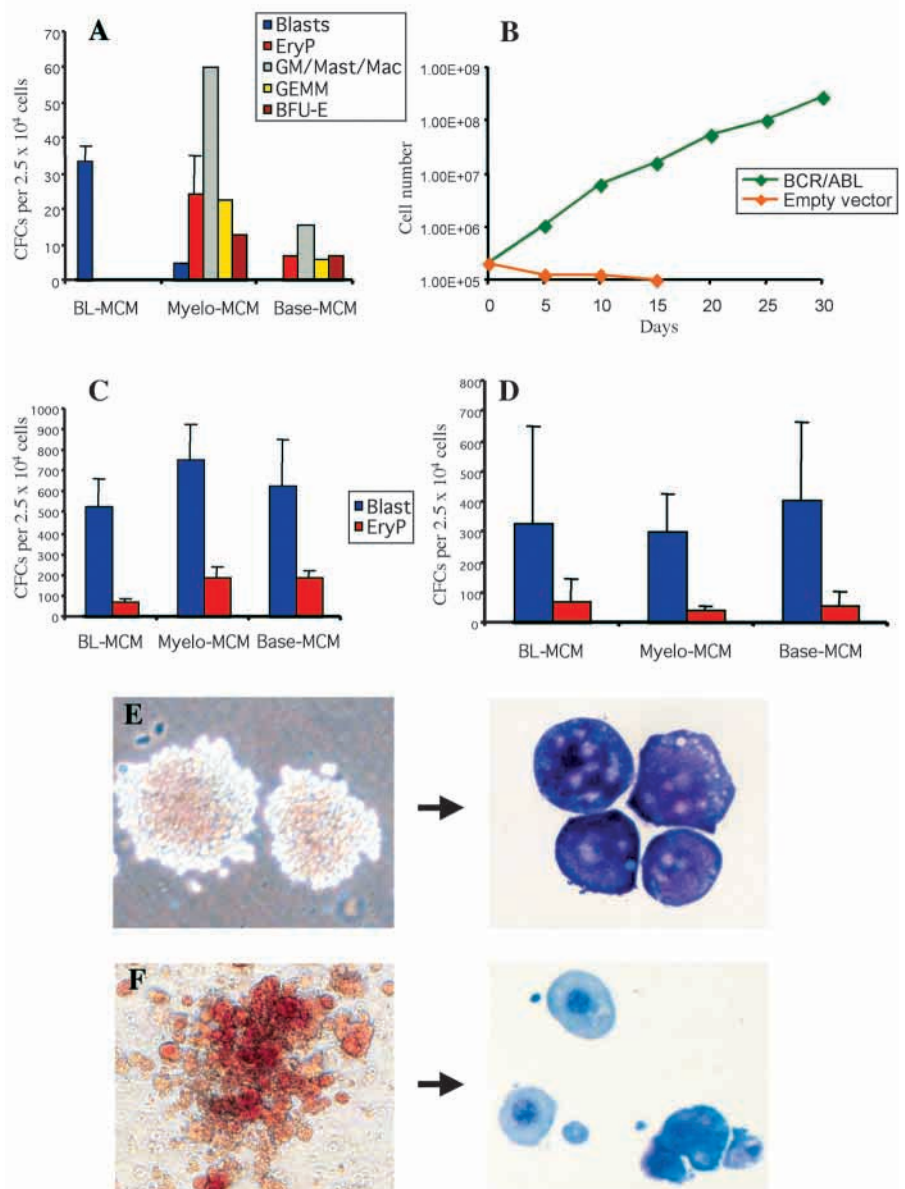 A
CFCs per 2.5 x 10⁴ cells
70
60
50
40
30
20
10
0
BL-MCM Myelo-MCM Base-MCM
Blasts
EryP
GM/Mast/Mac
GEMM
BFU-E
B
Cell number
1.00E+09
1.00E+08
1.00E+07
1.00E+06
1.00E+05
0 5 10 15 20 25 30
Days
BCR/ABL
Empty vector
C
CFCs per 2.5 x 10⁴ cells
1000
900
800
700
600
500
400
300
200
100
0
BL-MCM Myelo-MCM Base-MCM
Blast
EryP
D
CFCs per 2.5 x 10⁴ cells
800
700
600
500
400
300
200
100
0
BL-MCM Myelo-MCM Base-MCM
E
F